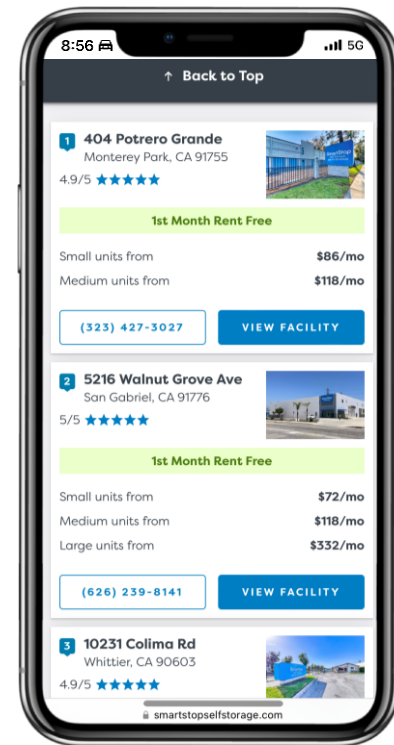 8:56
5G
↑ Back to Top
1
404 Potrero Grande
Monterey Park, CA 91755
4.9/5
1st Month Rent Free
Small units from $86/mo
Medium units from $118/mo
(323) 427-3027
VIEW FACILITY
2
5216 Walnut Grove Ave
San Gabriel, CA 91776
5/5
1st Month Rent Free
Small units from $72/mo
Medium units from $118/mo
Large units from $332/mo
(626) 239-8141
VIEW FACILITY
3
10231 Colima Rd
Whittier, CA 90603
4.9/5
smartstopselfstorage.com